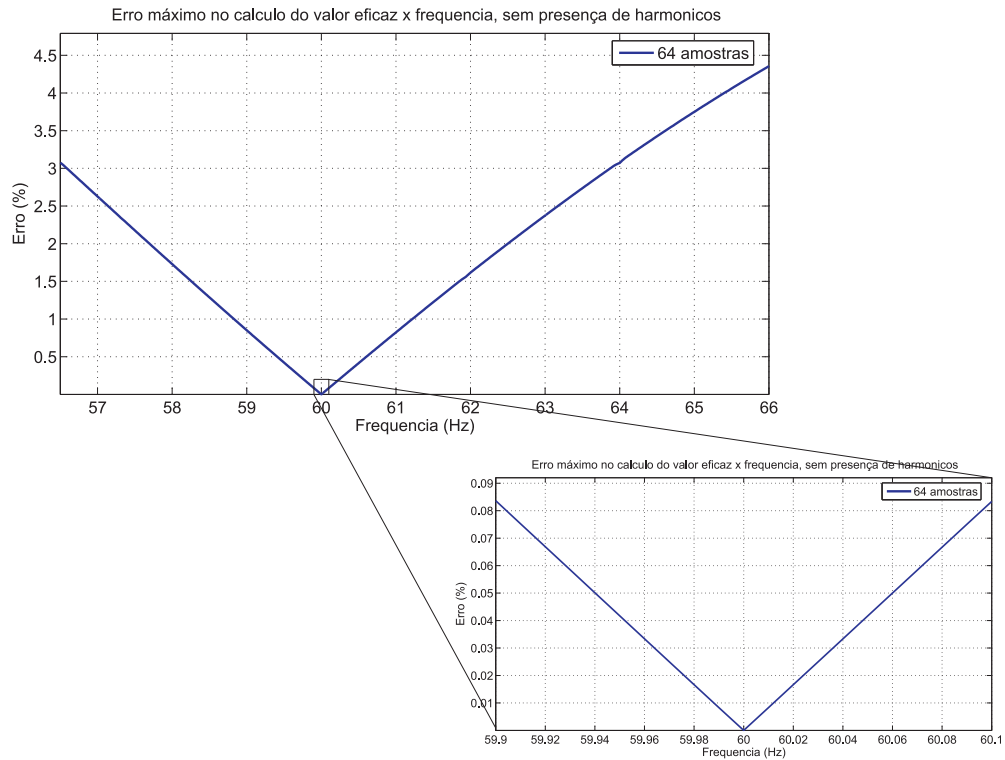 Erro máximo no calculo do valor eficaz x frequencia, sem presença de harmonicos
64 amostras
4.5
4
3.5
3
2.5
2
1.5
1
0.5
Erro (%)
57 58 59 60 61 62 63 64 65 66
Frequencia (Hz)
Erro máximo no calculo do valor eficaz x frequencia, sem presença de harmonicos
64 amostras
0.09
0.08
0.07
0.06
0.05
0.04
0.03
0.02
0.01
Erro (%)
59.9 59.92 59.94 59.96 59.98 60 60.02 60.04 60.06 60.08 60.1
Frequencia (Hz)